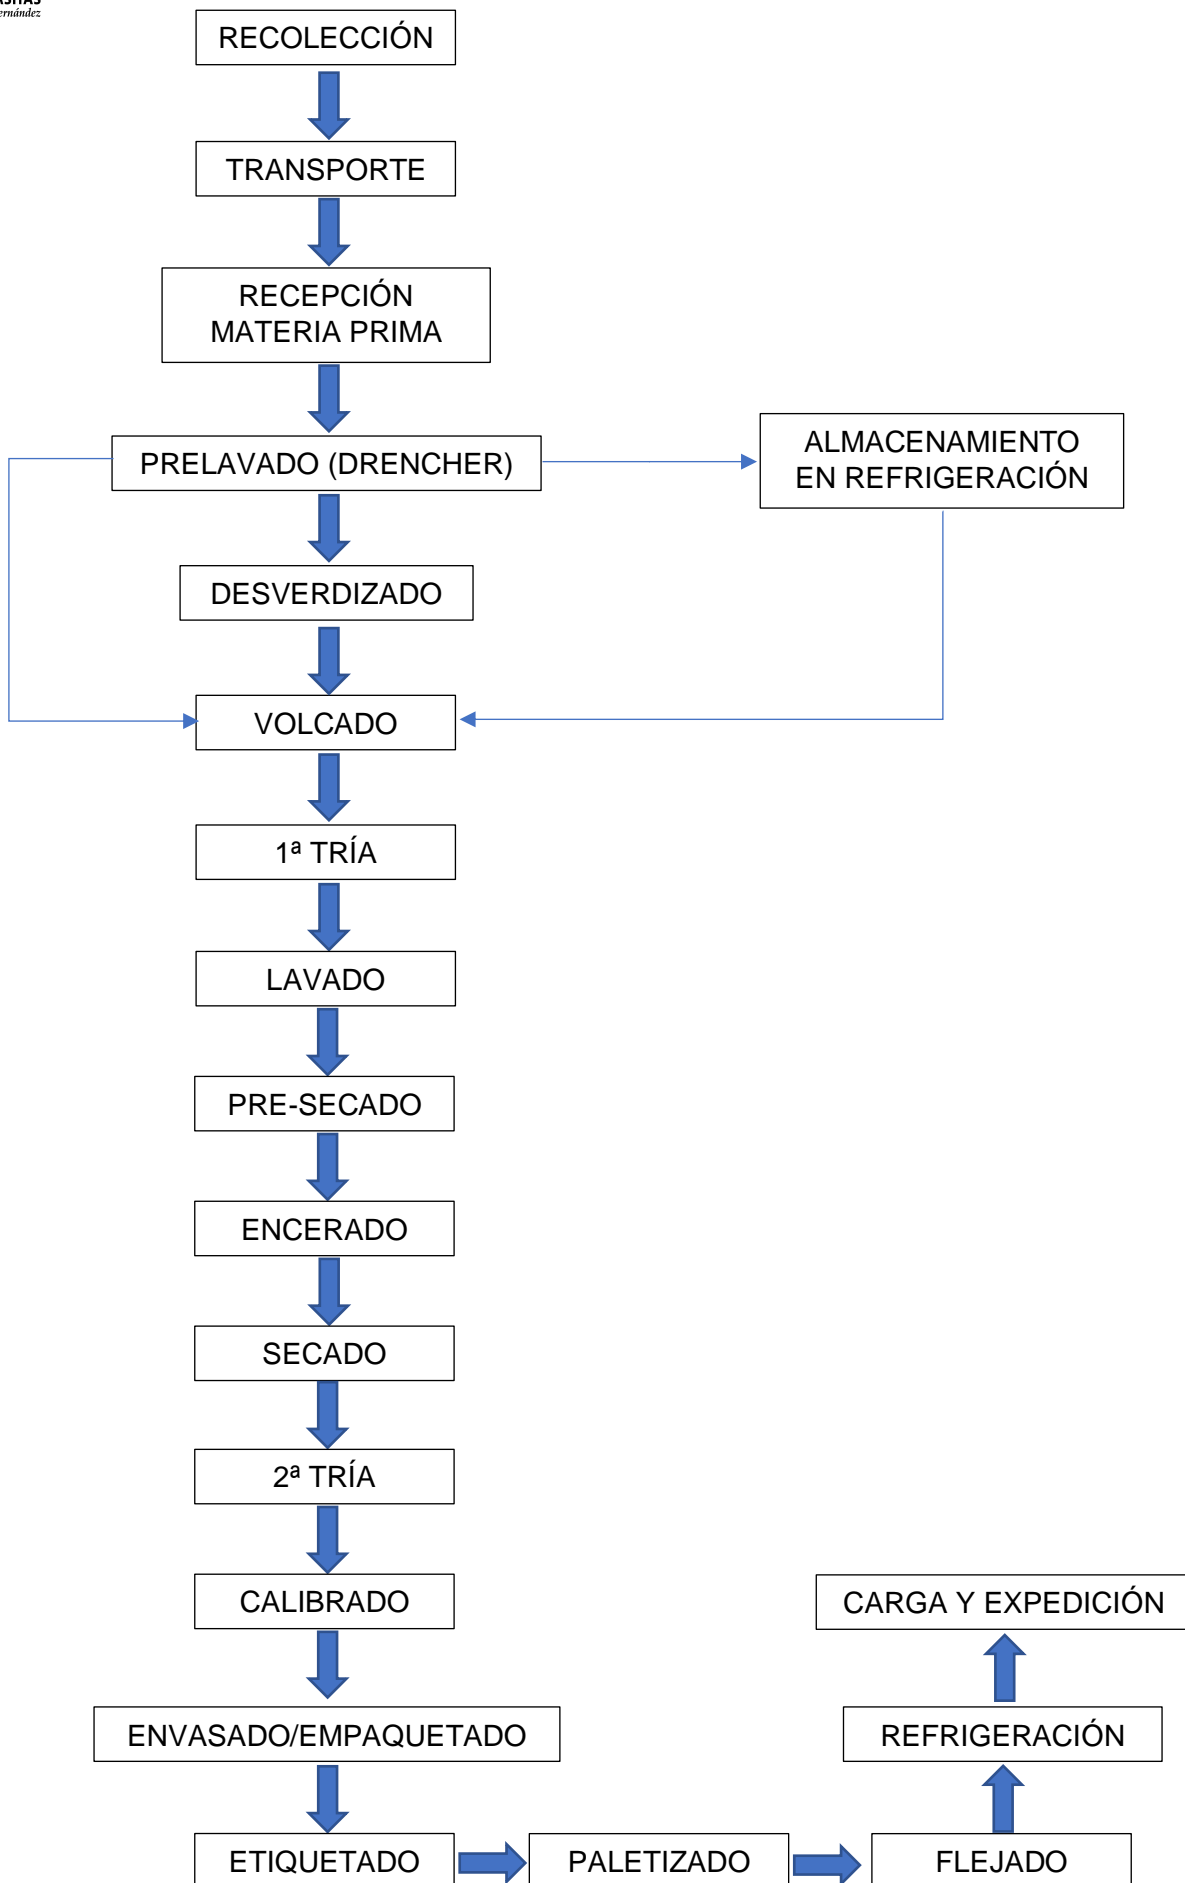 ernández
RECOLECCIÓN
TRANSPORTE
RECEPCIÓN
MATERIA PRIMA
PRELAVADO (DRENCHER)
ALMACENAMIENTO
EN REFRIGERACIÓN
DESVERDIZADO
VOLCADO
1ª TRÍA
LAVADO
PRE-SECADO
ENCERADO
SECADO
2ª TRÍA
CALIBRADO
CARGA Y EXPEDICIÓN
ENVASADO/EMPAQUETADO
REFRIGERACIÓN
ETIQUETADO
PALETIZADO
FLEJADO